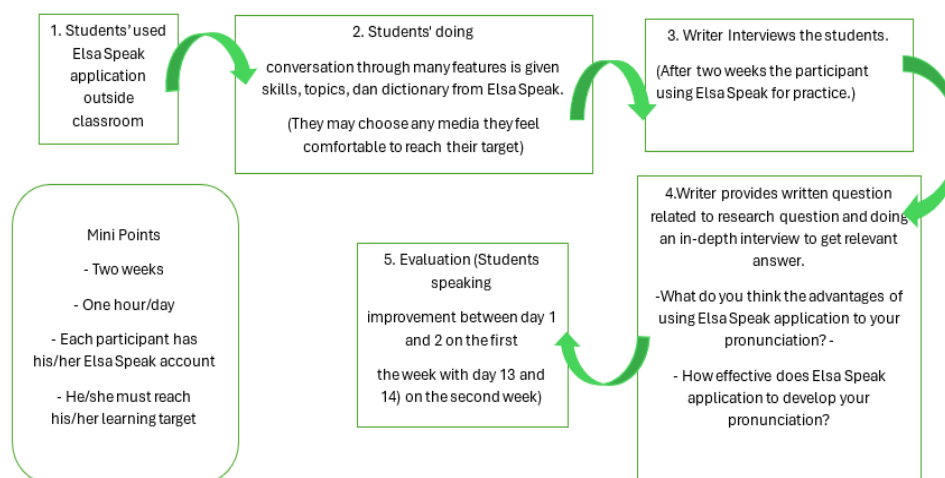 1. Students' used
Elsa Speak
application
outside
classroom
2. Students' doing
conversation through many features is given
skills, topics, dan dictionary from Elsa Speak.
(They may choose any media they feel
comfortable to reach their target)
3. Writer Interviews the students.
(After two weeks the participant
using Elsa Speak for practice.)
4.Writer provides written question
related to research question and doing
an in-depth interview to get relevant
answer.
-What do you think the advantages of
using Elsa Speak application to your
pronunciation? -
- How effective does Elsa Speak
application to develop your
pronunciation?
5. Evaluation (Students
speaking
improvement between day 1
and 2 on the first
the week with day 13 and
14) on the second week)
Mini Points
- Two weeks
- One hour/day
- Each participant has
his/her Elsa Speak account
- He/she must reach
his/her learning target